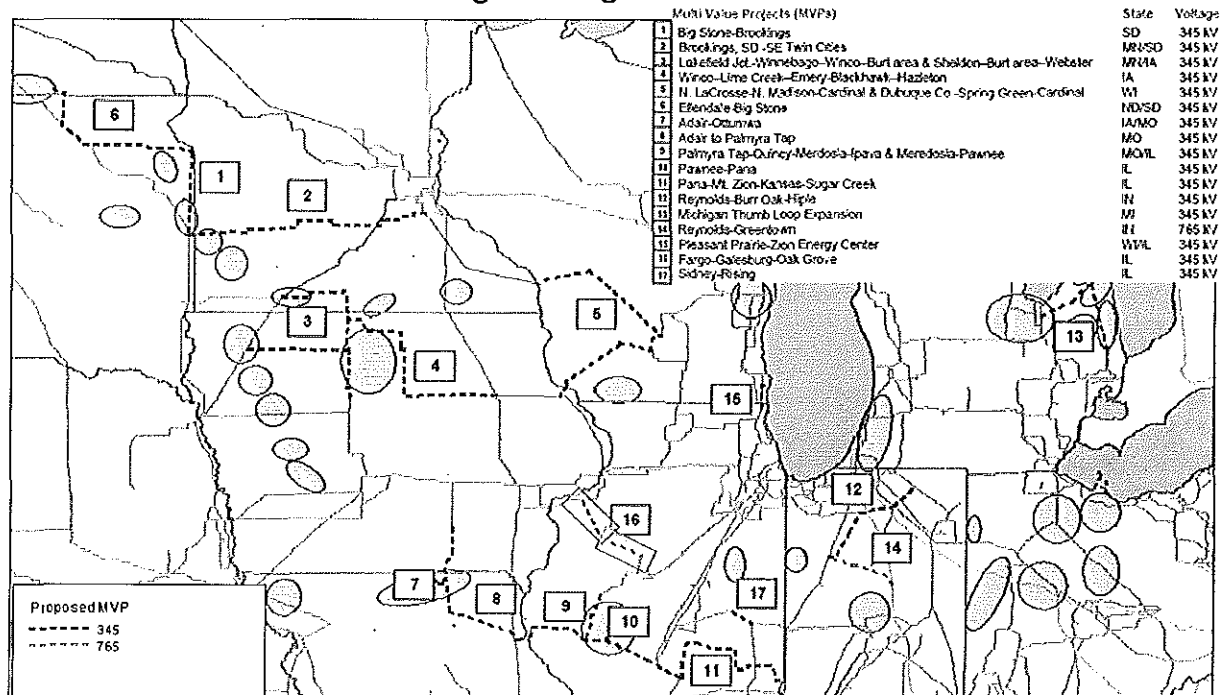 Multi Value Projects (MVPs) State Voltage
1 Big Stone-Brookings SD 345 kV
2 Brookings, SD -SE Twin Cities MN/SD 345 kV
3 Lakefield Jct.-Winnebago-Winco-Burt area & Sheldon-Burt area-Webster MN/IA 345 kV
4 Winco-Lime Creek-Emery-Blackhawk-Hazleton IA 345 kV
5 N. LaCrosse-N. Madison-Cardinal & Dubuque Co -Spring Green-Cardinal WI 345 kV
6 Ellendale-Big Stone ND/SD 345 kV
7 Adair-Ottumwa IA/MO 345 kV
8 Adair to Palmyra Tap MO 345 kV
9 Palmyra Tap-Quincy-Merdosia-Ipava & Meredosia-Pawnee MO/IL 345 kV
10 Pawnee-Pana IL 345 kV
11 Pana-Mt. Zion-Kansas-Sugar Creek IL 345 kV
12 Reynolds-Burr Oak-Hiple IN 345 kV
13 Michigan Thumb Loop Expansion MI 345 kV
14 Reynolds-Greentown IN 765 kV
15 Pleasant Prairie-Zion Energy Center WI/IL 345 kV
16 Fargo-Galesburg-Oak Grove IL 345 kV
17 Sidney-Rising IL 345 kV
6
1
2
3
4
5
13
15
12
16
14
7
8
9
10
17
11
Proposed MVP
345
765